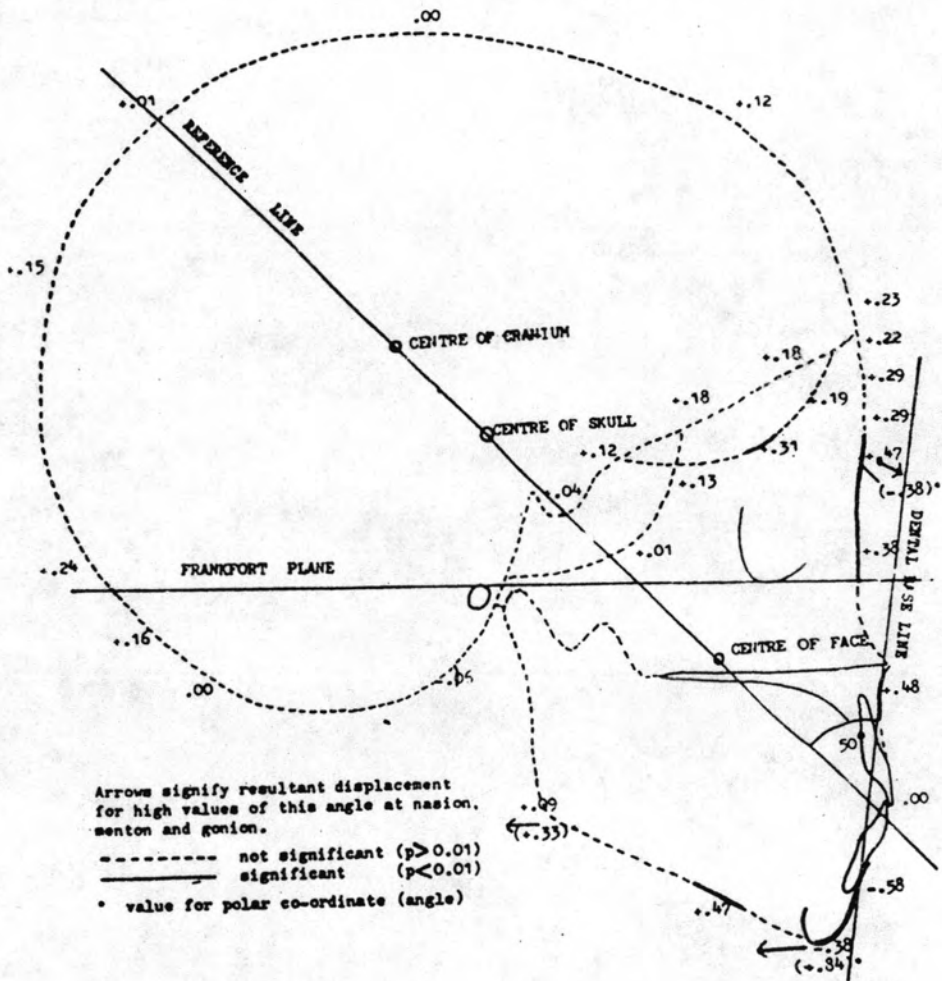 .00
+.01
+.12
REFERENCE
LINE
+.15
+.23
CENTRE OF CRANIUM
+.22
+.18
+.29
+.18
+.19
+.29
CENTRE OF SKULL
+.12
+.31
+.47
+.13
(-.38)°
+.04
+.01
+.38
DENTAL BASE LINE
FRANKFORT PLANE
+.24
+.16
CENTRE OF FACE
.00
+.48
50
.00
Arrows signify resultant displacement
for high values of this angle at nasion,
menton and gonion.
+.09
(+.33)
not significant (p>0.01)
significant (p<0.01)
• value for polar co-ordinate (angle)
-.58
+.47
.38
(+.34)•